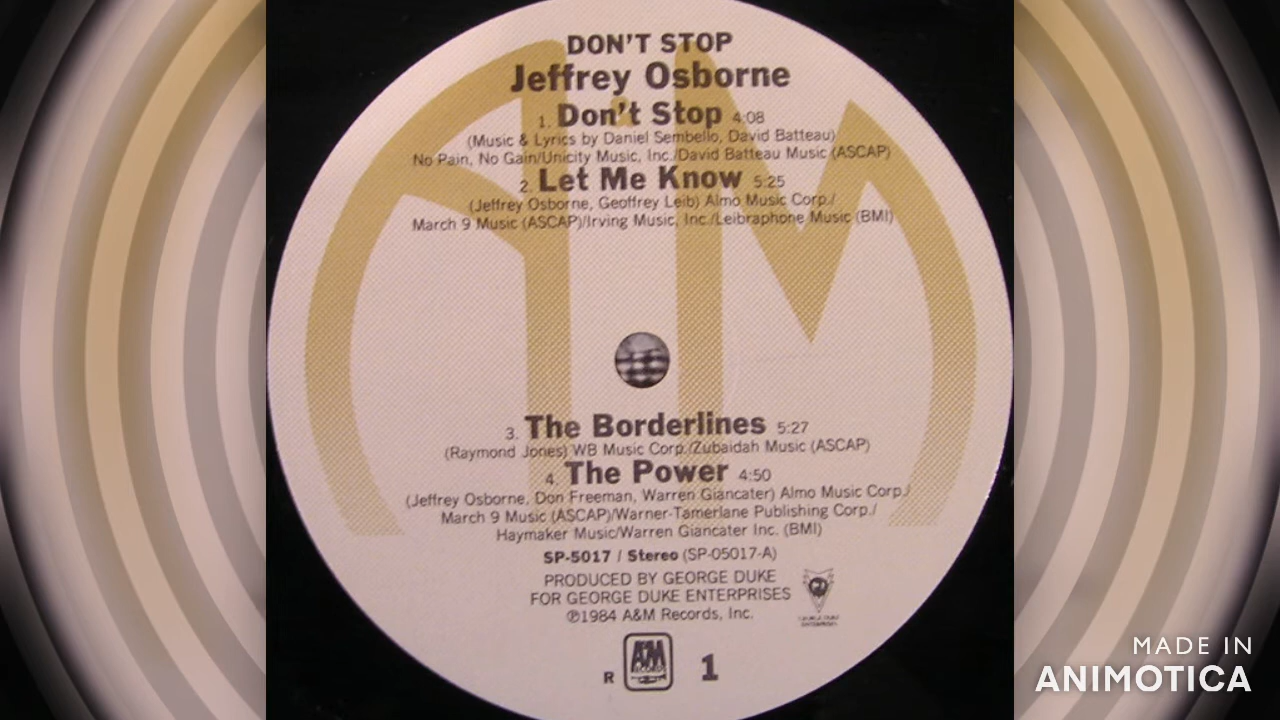 DON'T STOP
Jeffrey Osborne
1. Don't Stop 4:08
(Music & Lyrics by Daniel Sembello, David Batteau)
No Pain, No Gain/Unicity Music, Inc./David Batteau Music (ASCAP)
2. Let Me Know 5:25
(Jeffrey Osborne, Geoffrey Leib) Almo Music Corp./
March 9 Music (ASCAP)/Irving Music, Inc./Leibraphone Music (BMI)
3. The Borderlines 5:27
(Raymond Jones) WB Music Corp./Zubaidah Music (ASCAP)
4. The Power 4:50
(Jeffrey Osborne, Don Freeman, Warren Giancater) Almo Music Corp./
March 9 Music (ASCAP)/Warner-Tamerlane Publishing Corp./
Haymaker Music/Warren Giancater Inc. (BMI)
SP-5017 / Stereo (SP-05017-A)
PRODUCED BY GEORGE DUKE
FOR GEORGE DUKE ENTERPRISES
GEORGE DUKE
ENTERPRISES
℗1984 A&M Records, Inc.
R A&M RECORDS 1
MADE IN
ANIMOTICA